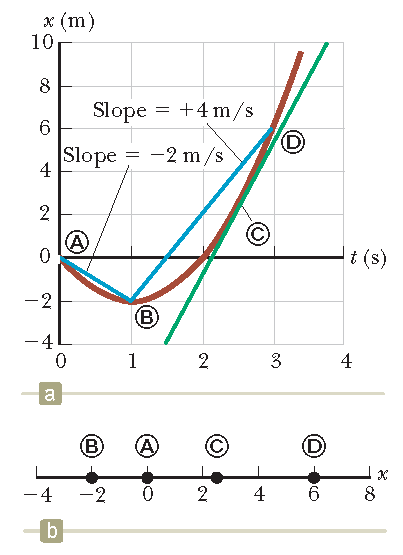 x (m)
10
8
Slope = +4 m/s
6
D
Slope = −2 m/s
4
2
A
C
0
t (s)
−2
B
−4
0 1 2 3 4
a
B A C D
x
−4 −2 0 2 4 6 8
b